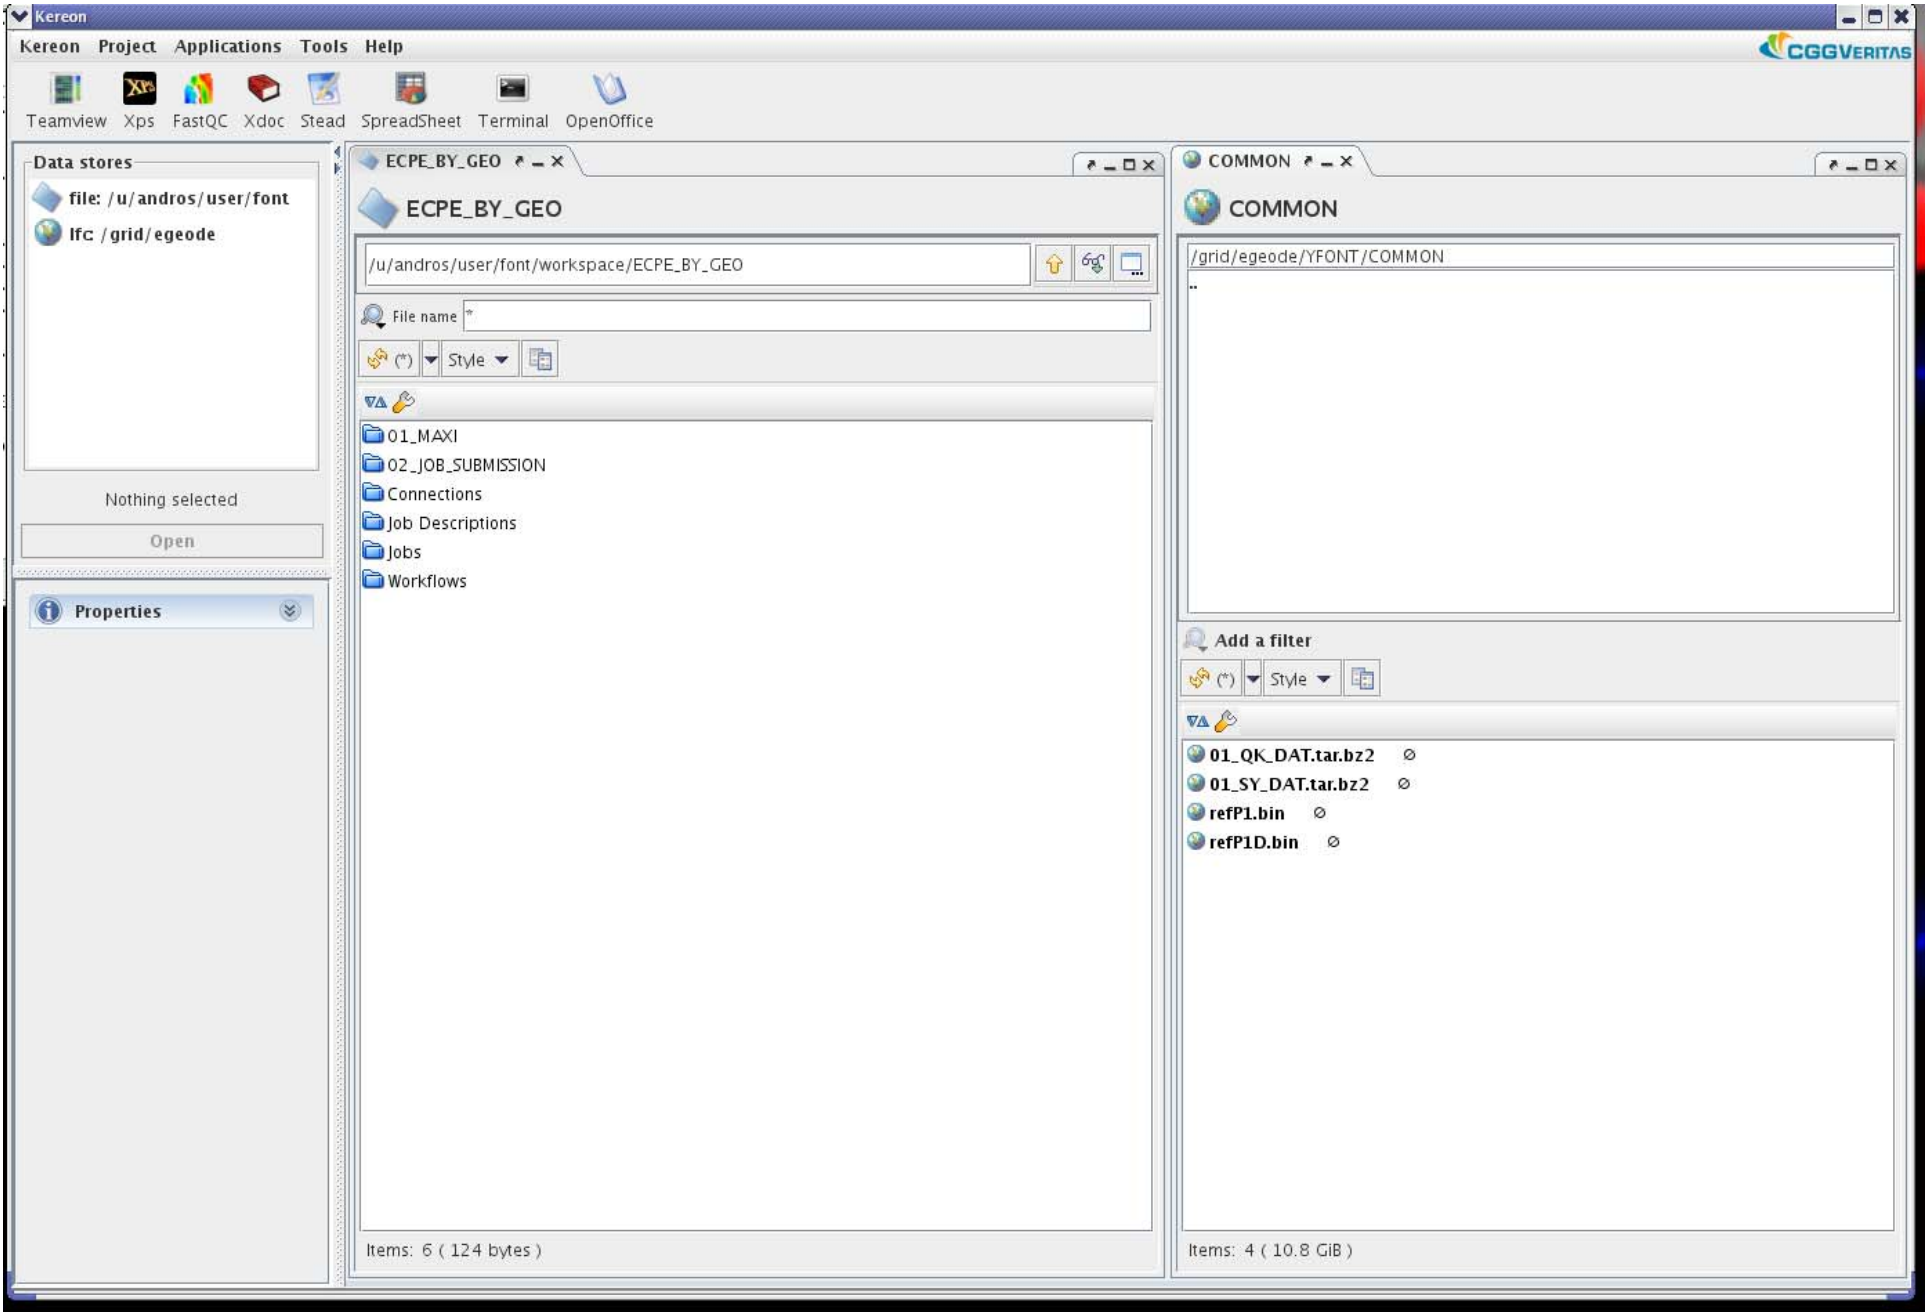 Kereon
Kereon Project Applications Tools Help
CGGVERITAS
XPs
Teamview Xps FastQC Xdoc Stead SpreadSheet Terminal OpenOffice
Data stores
file: /u/andros/user/font
lfc: /grid/egeode
Nothing selected
Open
Properties
ECPE_BY_GEO
ECPE_BY_GEO
/u/andros/user/font/workspace/ECPE_BY_GEO
File name *
(*) Style
01_MAXI
02_JOB_SUBMISSION
Connections
Job Descriptions
Jobs
Workflows
Items: 6 ( 124 bytes )
COMMON
COMMON
/grid/egeode/YFONT/COMMON
..
Add a filter
(*) Style
01_QK_DAT.tar.bz2
01_SY_DAT.tar.bz2
refP1.bin
refP1D.bin
Items: 4 ( 10.8 GiB )